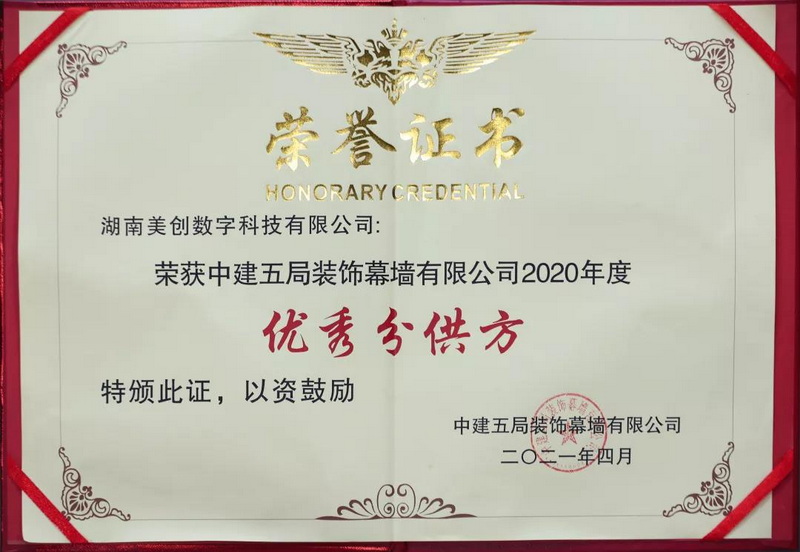 荣誉证书
HONORARY CREDENTIAL
湖南美创数字科技有限公司:
荣获中建五局装饰幕墙有限公司2020年度
优秀分供方
特颁此证，以资鼓励
中建五局装饰幕墙有限公司
二〇二一年四月